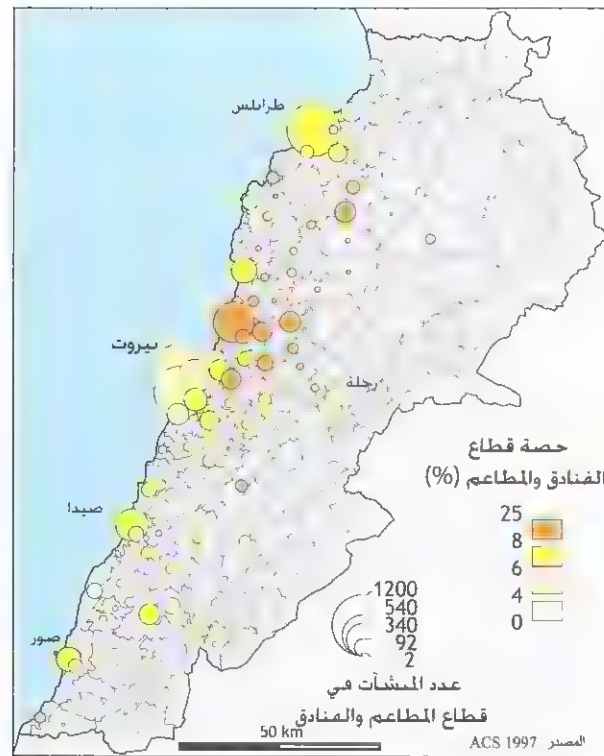 طرابلس
بيروت
زحلة
صيدا
صور
حصة قطاع
الفنادق والمطاعم (%)
25
8
6
4
0
1200
540
340
92
2
عدد المنشآت في
قطاع المطاعم والفنادق
50 km
المصدر ACS 1997